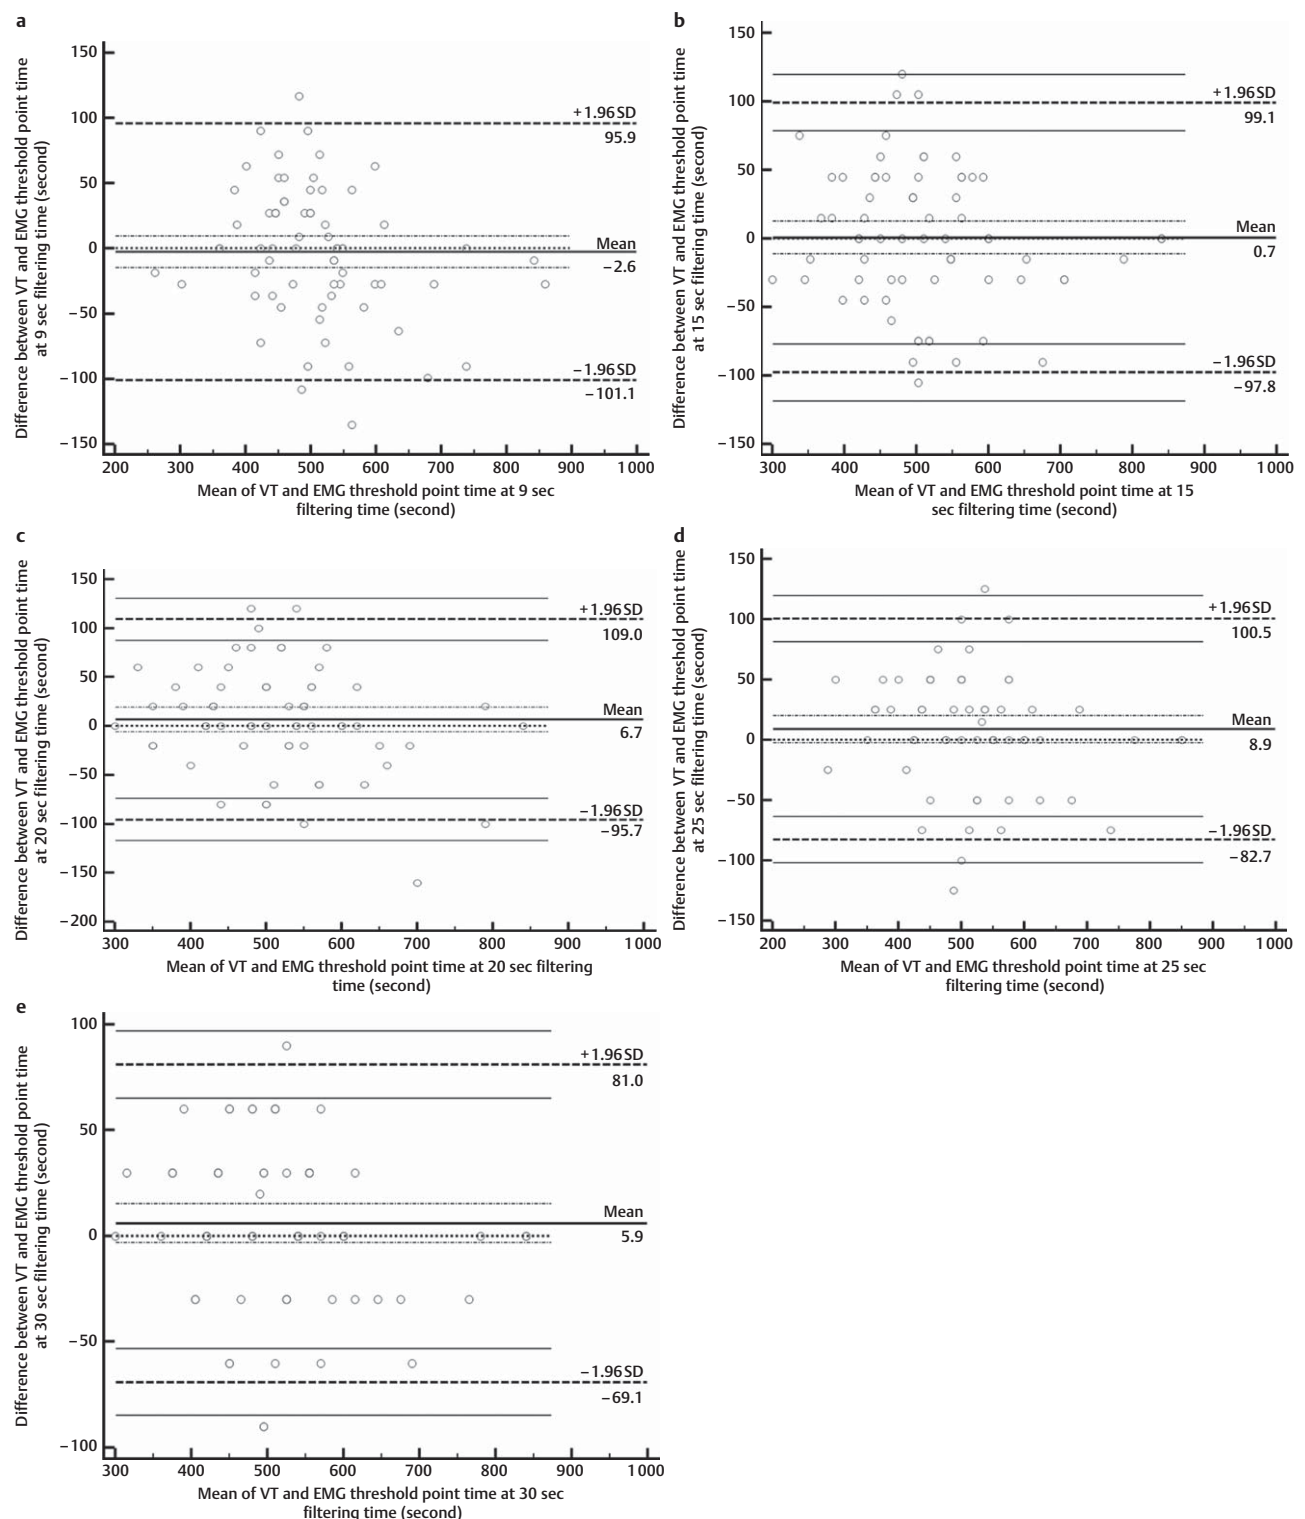 a
Difference between VT and EMG threshold point time
at 9 sec filtering time (second)
150
100
50
0
−50
−100
−150
+1.96SD
95.9
Mean
−2.6
−1.96SD
−101.1
200 300 400 500 600 700 800 900 1000
Mean of VT and EMG threshold point time at 9 sec
filtering time (second)
b
Difference between VT and EMG threshold point time
at 15 sec filtering time (second)
150
100
50
0
−50
−100
−150
+1.96SD
99.1
Mean
0.7
−1.96SD
−97.8
300 400 500 600 700 800 900 1000
Mean of VT and EMG threshold point time at 15
sec filtering time (second)
c
Difference between VT and EMG threshold point time
at 20 sec filtering time (second)
150
100
50
0
−50
−100
−150
−200
+1.96SD
109.0
Mean
6.7
−1.96SD
−95.7
300 400 500 600 700 800 900 1000
Mean of VT and EMG threshold point time at 20 sec filtering
time (second)
d
Difference between VT and EMG threshold point time
at 25 sec filtering time (second)
150
100
50
0
−50
−100
−150
+1.96SD
100.5
Mean
8.9
−1.96SD
−82.7
200 300 400 500 600 700 800 900 1000
Mean of VT and EMG threshold point time at 25 sec
filtering time (second)
e
Difference between VT and EMG threshold point time
at 30 sec filtering time (second)
100
50
0
−50
−100
+1.96SD
81.0
Mean
5.9
−1.96SD
−69.1
300 400 500 600 700 800 900 1000
Mean of VT and EMG threshold point time at 30 sec
filtering time (second)